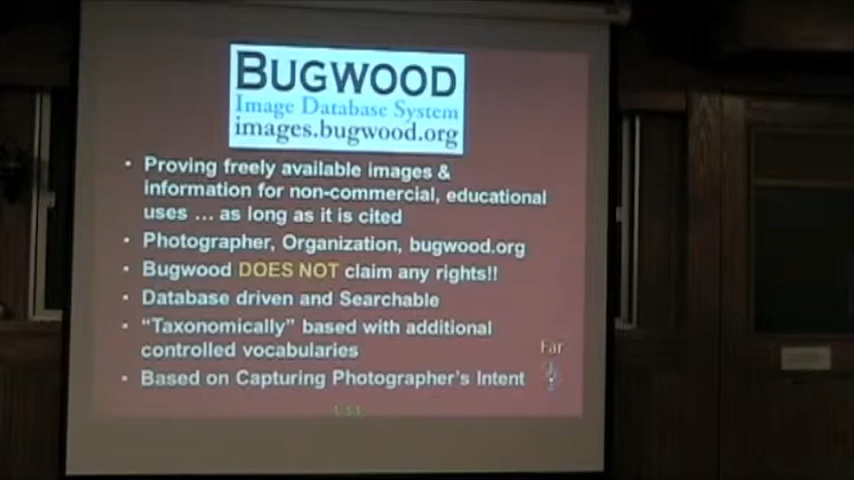 BUGWOOD
Image Database System
images.bugwood.org
• Proving freely available images &
information for non-commercial, educational
uses ... as long as it is cited
• Photographer, Organization, bugwood.org
• Bugwood DOES NOT claim any rights!!
• Database driven and Searchable
• “Taxonomically” based with additional
controlled vocabularies
Far
• Based on Capturing Photographer’s Intent